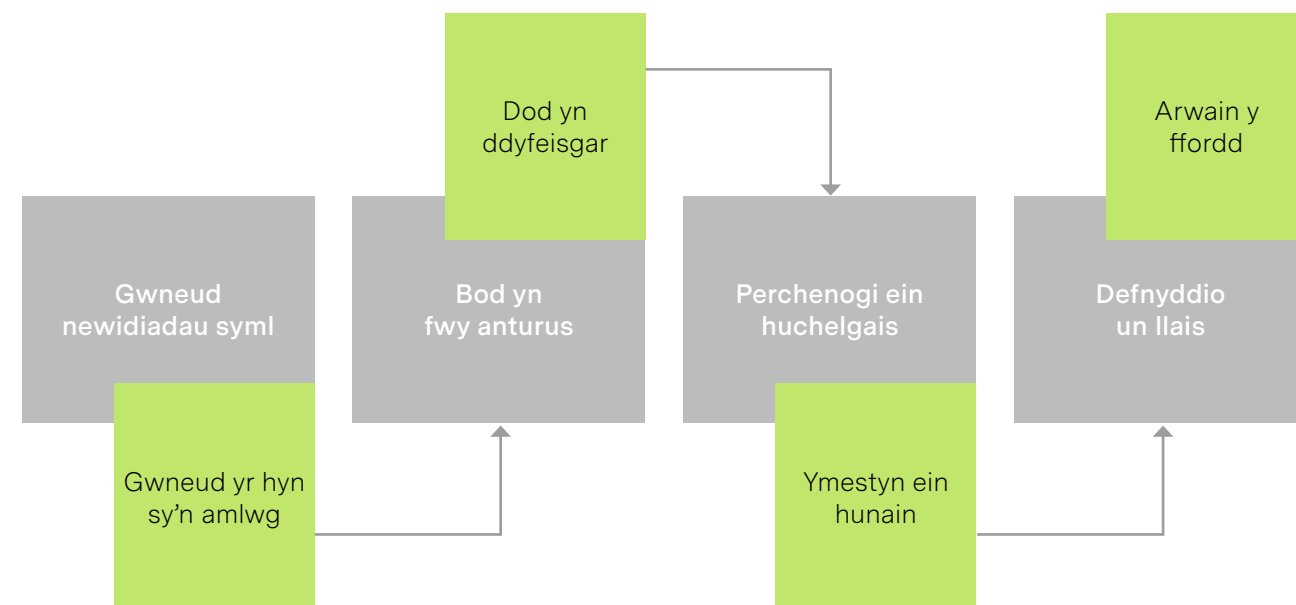 Gwneud
newidiadau syml
Gwneud yr hyn
sy’n amlwg
Bod yn
fwy anturus
Dod yn
ddyfeisgar
Perchenogi ein
huchelgais
Ymestyn ein
hunain
Defnyddio
un llais
Arwain y
ffordd